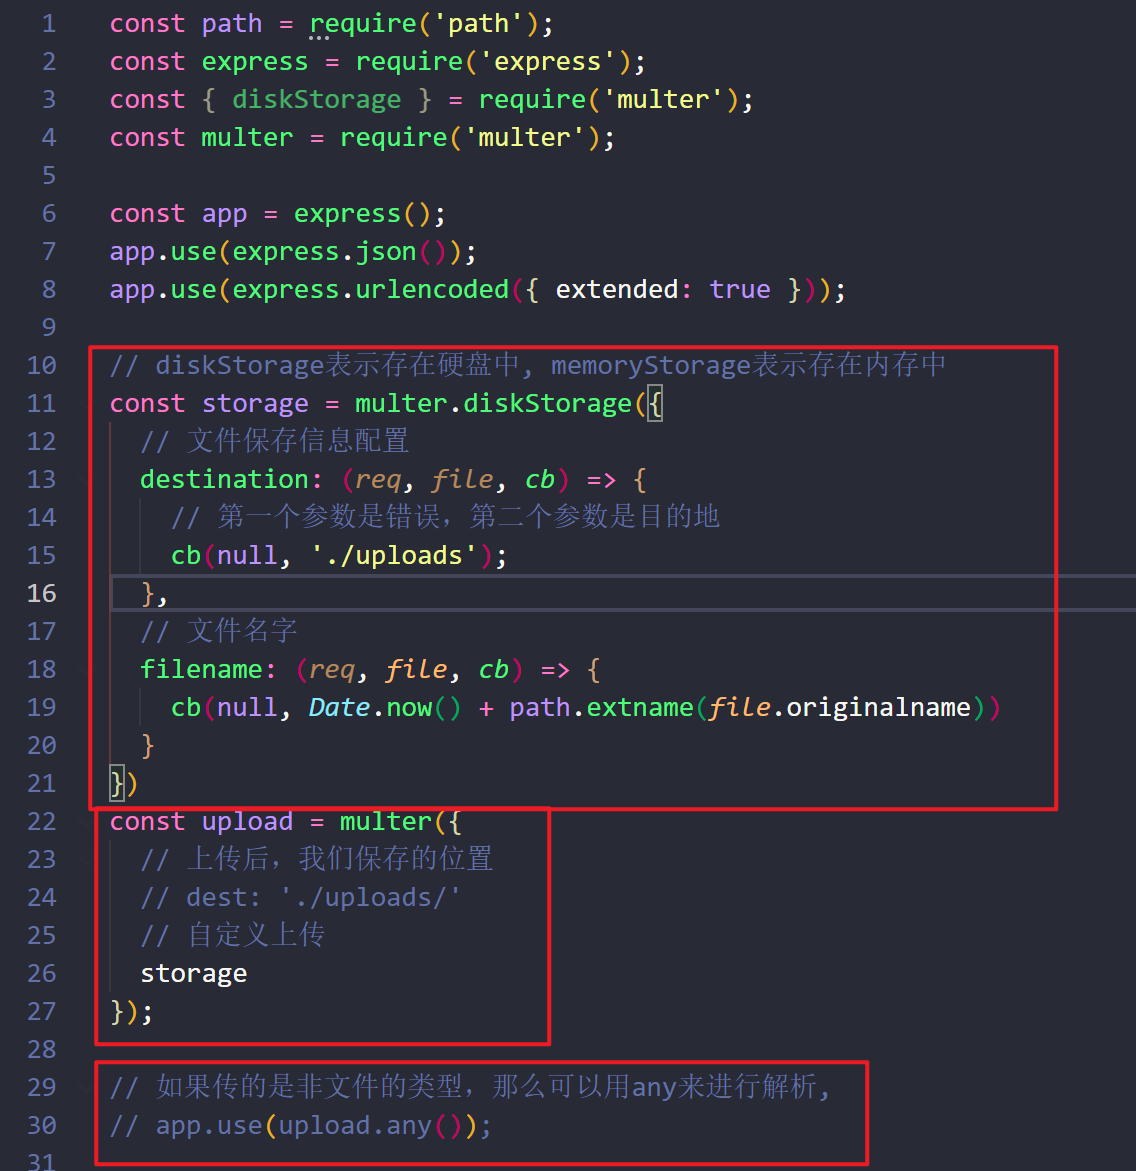 1 const path = require('path');
2 const express = require('express');
3 const { diskStorage } = require('multer');
4 const multer = require('multer');
5
6 const app = express();
7 app.use(express.json());
8 app.use(express.urlencoded({ extended: true }));
9
10 // diskStorage表示存在硬盘中, memoryStorage表示存在内存中
11 const storage = multer.diskStorage({
12   // 文件保存信息配置
13   destination: (req, file, cb) => {
14     // 第一个参数是错误，第二个参数是目的地
15     cb(null, './uploads');
16   },
17   // 文件名字
18   filename: (req, file, cb) => {
19     cb(null, Date.now() + path.extname(file.originalname))
20   }
21 })
22 const upload = multer({
23   // 上传后，我们保存的位置
24   // dest: './uploads/'
25   // 自定义上传
26   storage
27 });
28
29 // 如果传的是非文件的类型，那么可以用any来进行解析,
30 // app.use(upload.any());
31